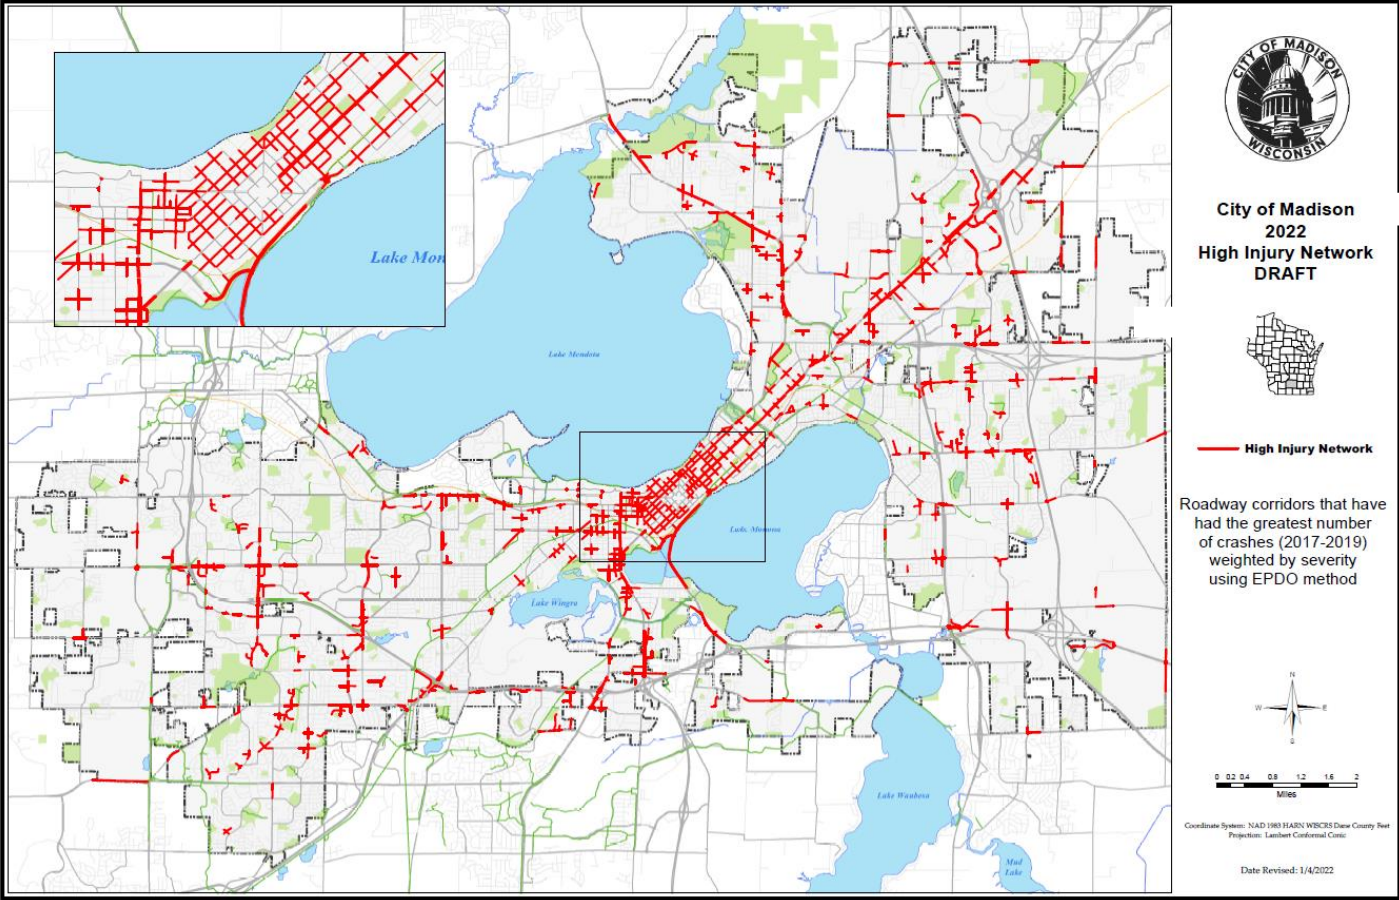 CITY OF MADISON
WISCONSIN
City of Madison
2022
High Injury Network
DRAFT
High Injury Network
Roadway corridors that have
had the greatest number
of crashes (2017-2019)
weighted by severity
using EPDO method
N
W
E
S
0 0.2 0.4 0.8 1.2 1.6 2
Miles
Coordinate System: NAD 1983 HARN WISCRS Dane County Feet
Projection: Lambert Conformal Conic
Date Revised: 1/4/2022
Lake Mon
Lake Mendota
Lake Monona
Lake Wingra
Lake Waubesa
Mud
Lake